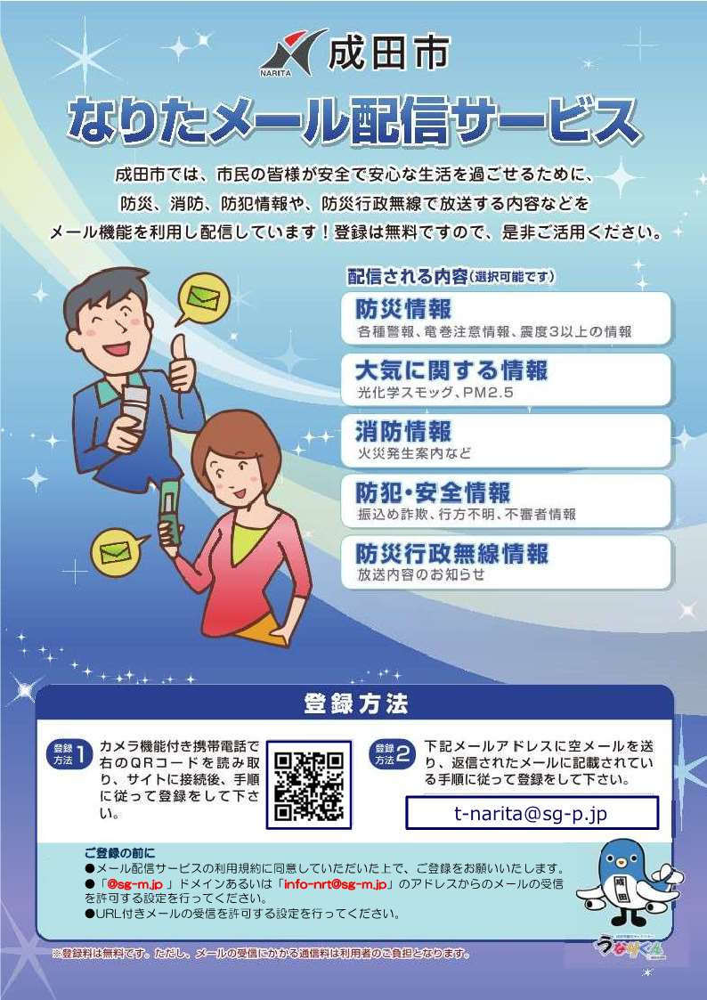 NARITA
成田市
なりたメール配信サービス
成田市では、市民の皆様が安全で安心な生活を過ごせるために、
防災、消防、防犯情報や、防災行政無線で放送する内容などを
メール機能を利用し配信しています！登録は無料ですので、是非ご活用ください。
配信される内容(選択可能です)
防災情報
各種警報、竜巻注意情報、震度3以上の情報
大気に関する情報
光化学スモッグ、PM2.5
消防情報
火災発生案内など
防犯・安全情報
振込め詐欺、行方不明、不審者情報
防災行政無線情報
放送内容のお知らせ
登録方法
登録方法1
カメラ機能付き携帯電話で
右のQRコードを読み取
り、サイトに接続後、手順
に従って登録をして下さ
い。
登録方法2
下記メールアドレスに空メールを送
り、返信されたメールに記載されてい
る手順に従って登録をして下さい。
t-narita@sg-p.jp
ご登録の前に
●メール配信サービスの利用規約に同意していただいた上で、ご登録をお願いいたします。
●「@sg-m.jp 」ドメインあるいは「info-nrt@sg-m.jp」のアドレスからのメールの受信
を許可する設定を行ってください。
●URL付きメールの受信を許可する設定を行ってください。
成田
うなりくん
※登録料は無料です。ただし、メールの受信にかかる通信料は利用者のご負担となります。